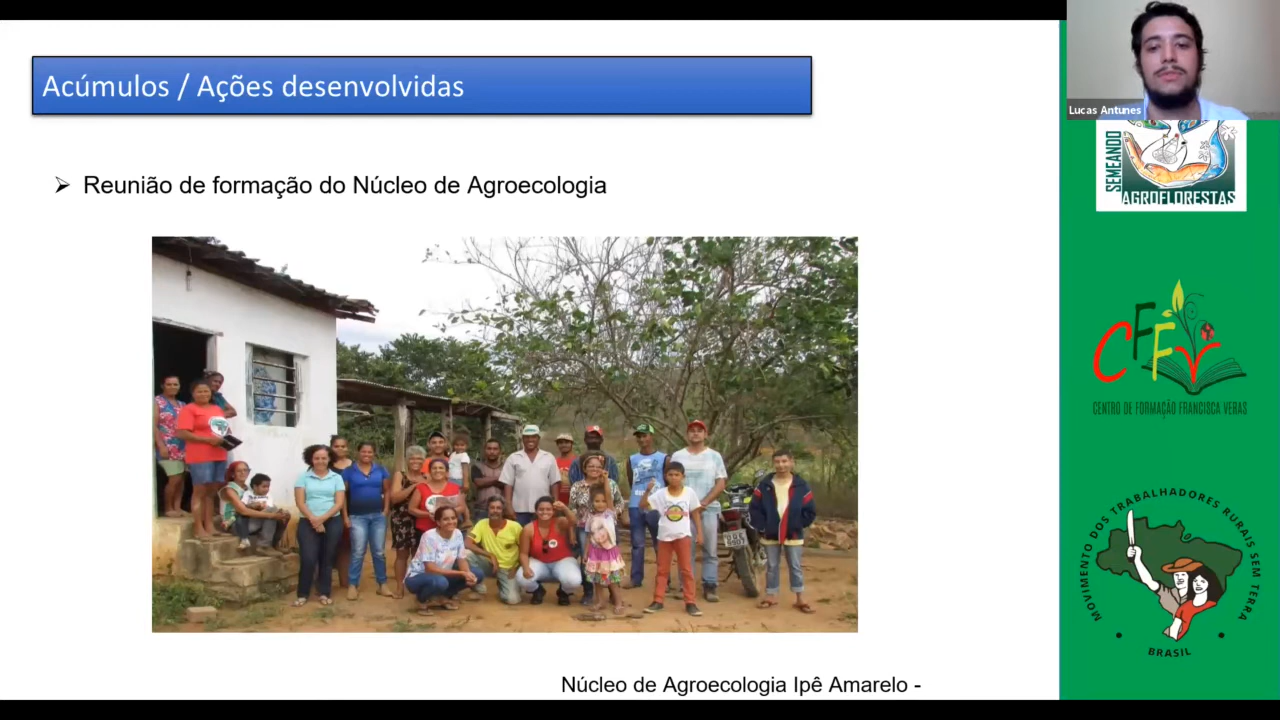 Acúmulos / Ações desenvolvidas
Lucas Antunes
SEMEANDO
AGROFLORESTAS
Reunião de formação do Núcleo de Agroecologia
CFFV
CENTRO DE FORMAÇÃO FRANCISCA VERAS
MOVIMENTO DOS TRABALHADORES RURAIS SEM TERRA
BRASIL
Núcleo de Agroecologia Ipê Amarelo -